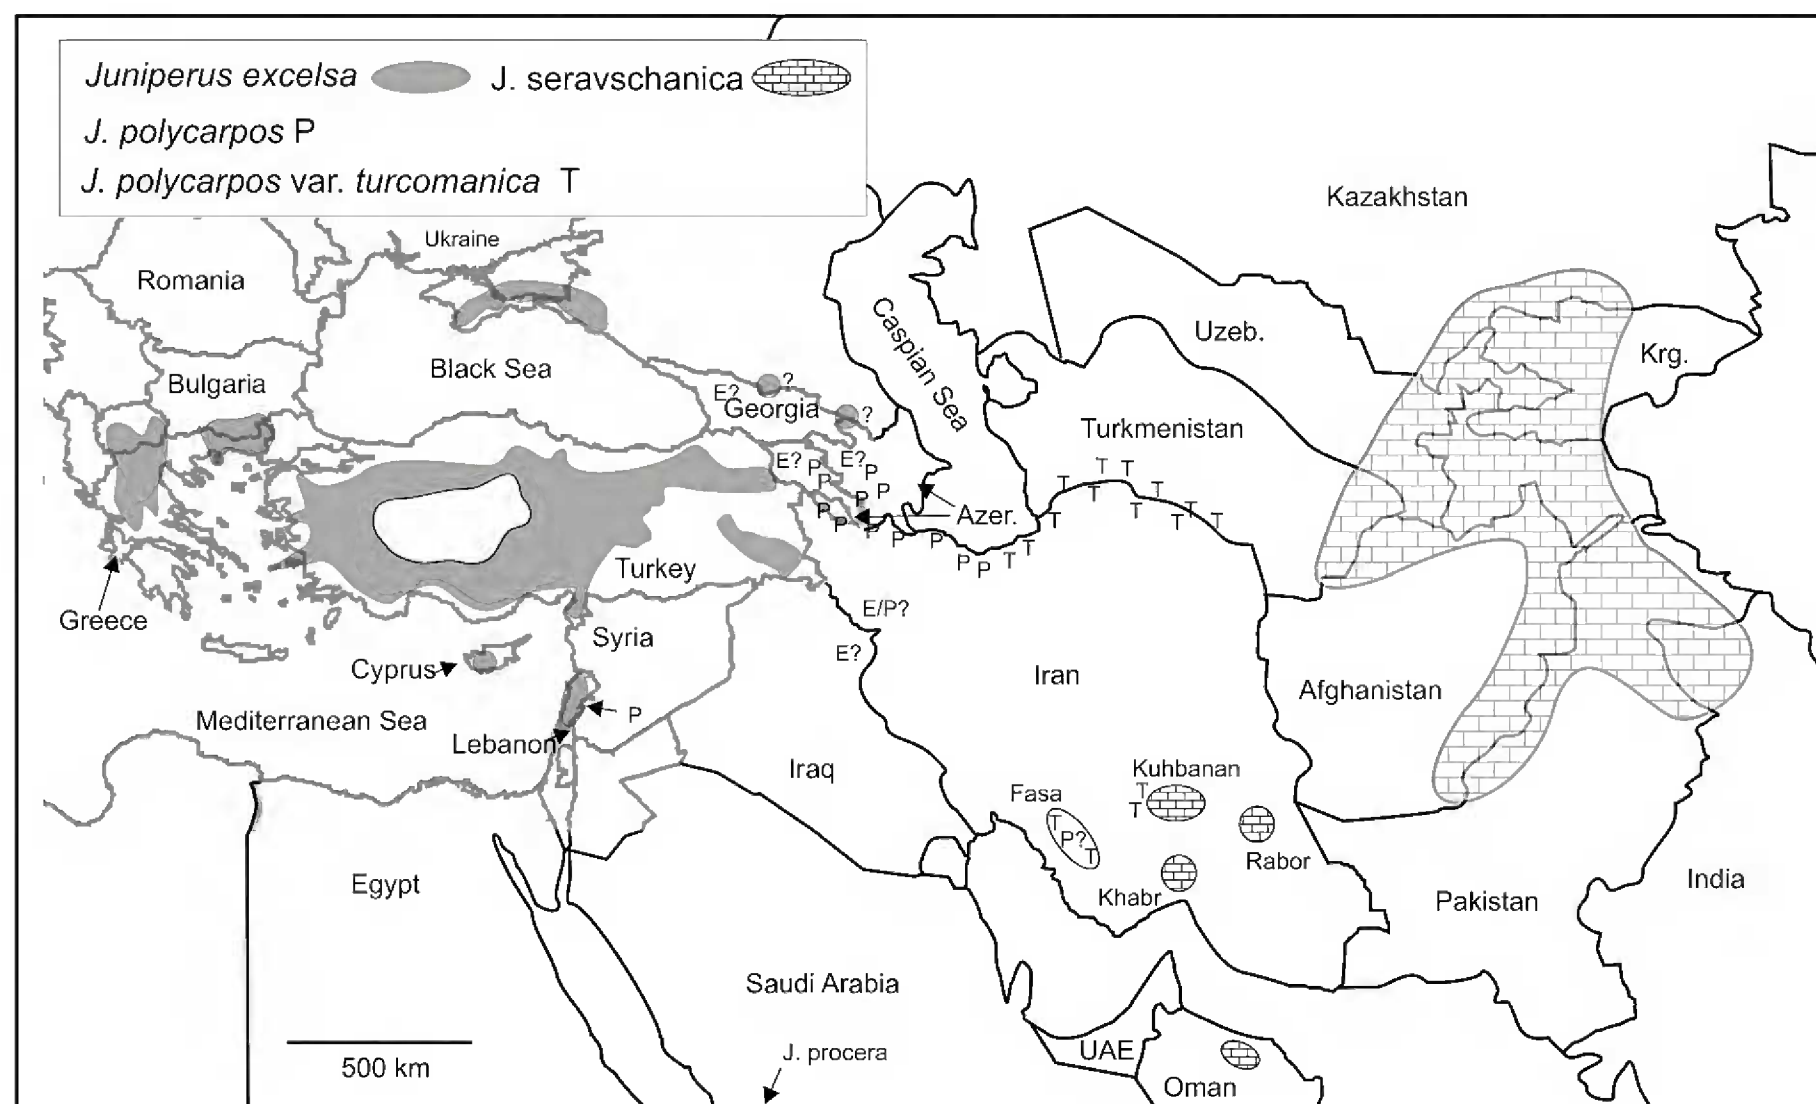 Juniperus excelsa J. seravschanica
J. polycarpos P
J. polycarpos var. turcomanica T
Kazakhstan
Ukraine
Romania
Caspian Sea
Uzeb.
Krg.
Black Sea
Bulgaria
?
E?
Georgia
?
Turkmenistan
E? P E? P
P P P
P P P P P
P P
Azer.
T T T T T T T T T T T T
Turkey
Greece
E/P?
Syria
E?
Cyprus
Iran
Afghanistan
P
Mediterranean Sea
Lebanon
Iraq
Kuhbanan
T
T
Fasa
T
P?
T
Rabor
Khabr
Egypt
India
Pakistan
Saudi Arabia
J. procera
UAE
500 km
Oman